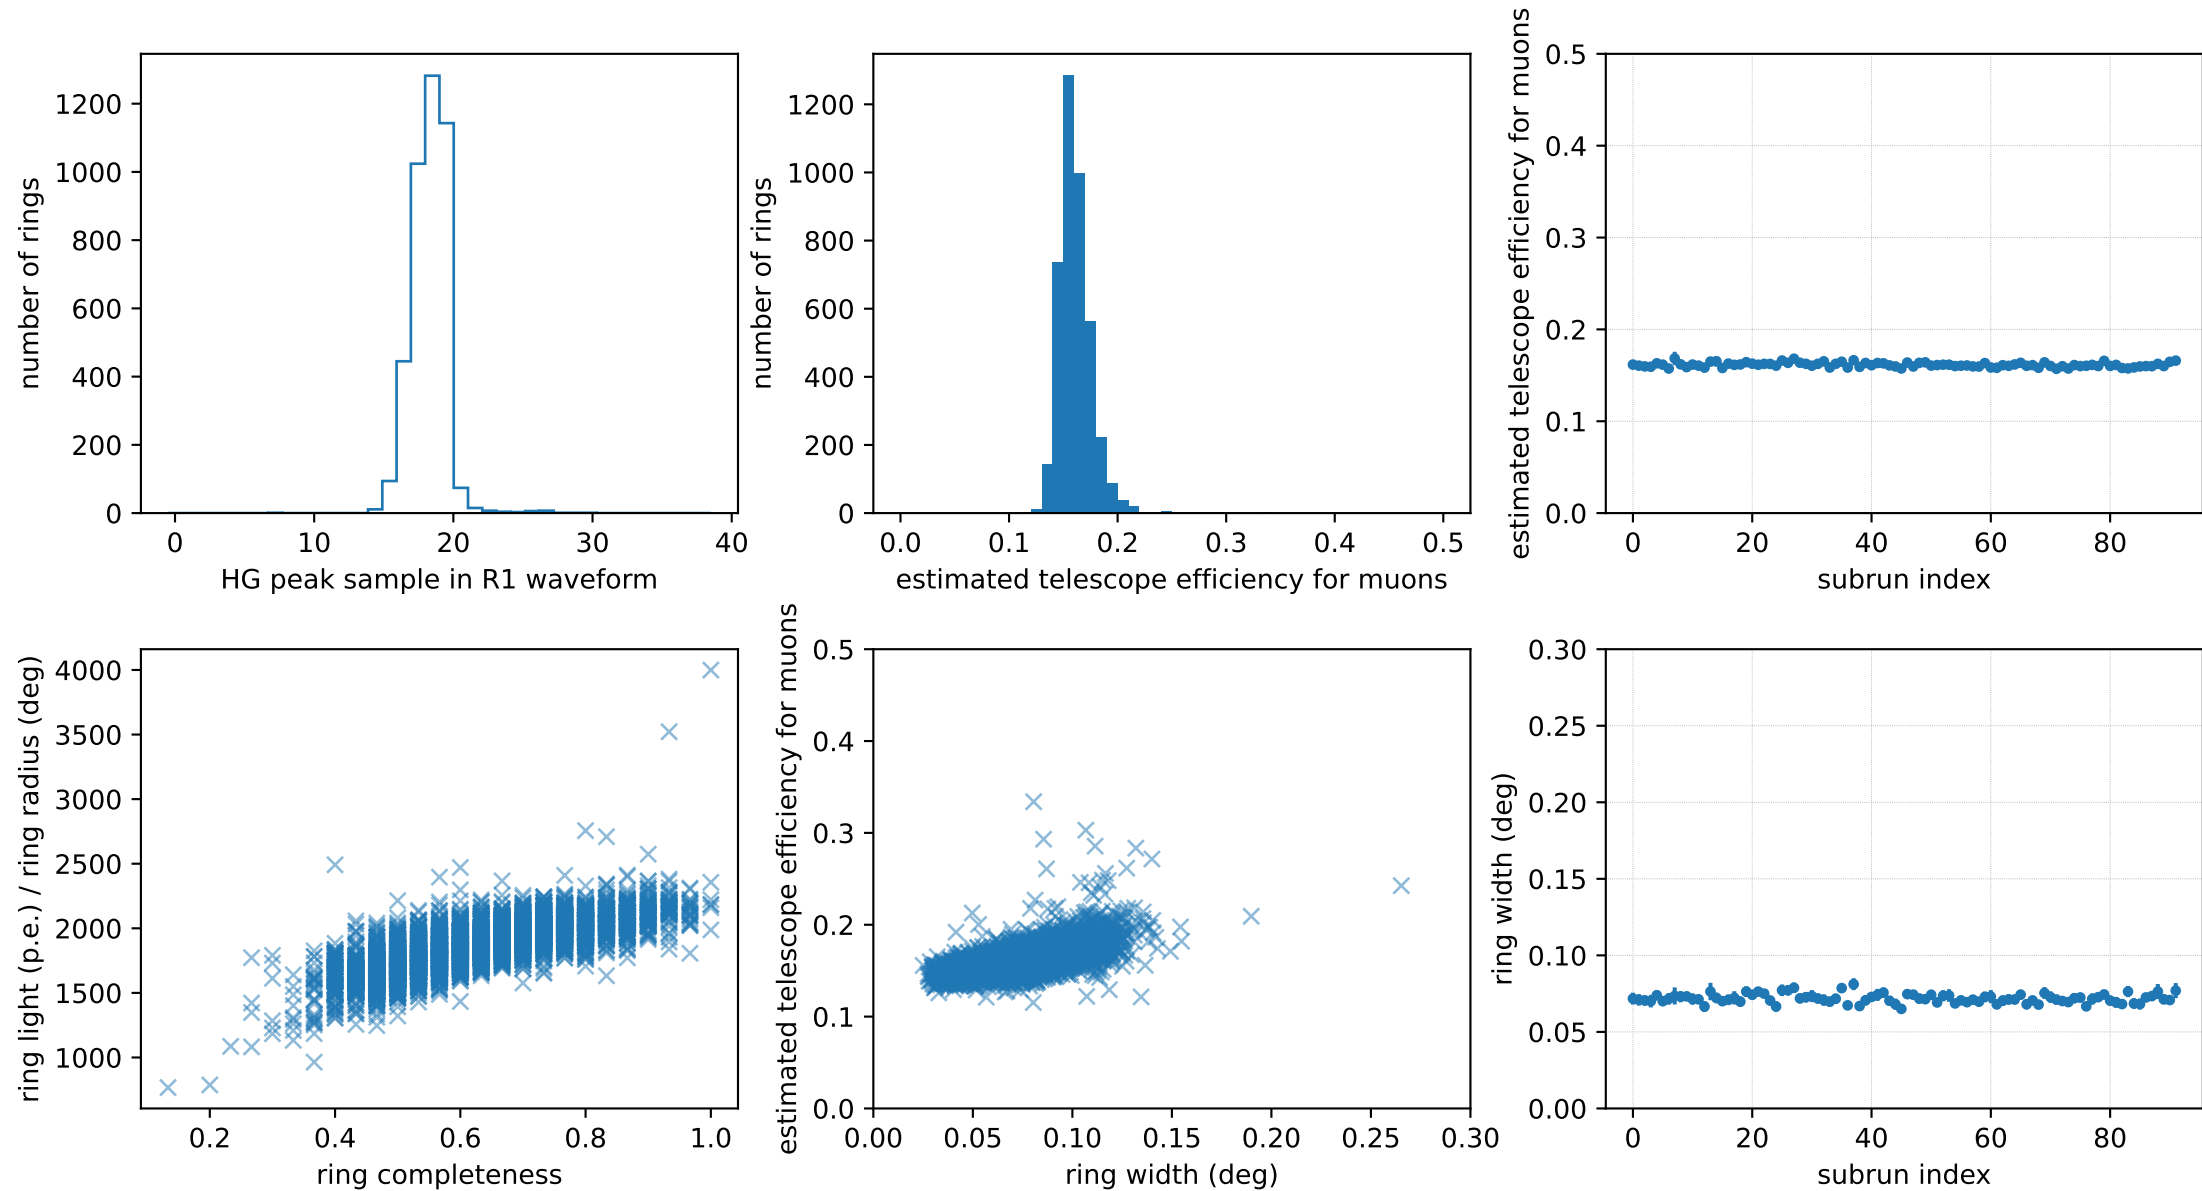 1200
1000
800
600
400
200
0
number of rings
0 10 20 30 40
HG peak sample in R1 waveform
1200
1000
800
600
400
200
0
number of rings
0.0 0.1 0.2 0.3 0.4 0.5
estimated telescope efficiency for muons
0.5
0.4
0.3
0.2
0.1
0.0
estimated telescope efficiency for muons
0 20 40 60 80
subrun index
4000
3500
3000
2500
2000
1500
1000
ring light (p.e.) / ring radius (deg)
0.2 0.4 0.6 0.8 1.0
ring completeness
0.5
0.4
0.3
0.2
0.1
0.0
estimated telescope efficiency for muons
0.00 0.05 0.10 0.15 0.20 0.25 0.30
ring width (deg)
0.30
0.25
0.20
0.15
0.10
0.05
0.00
ring width (deg)
0 20 40 60 80
subrun index